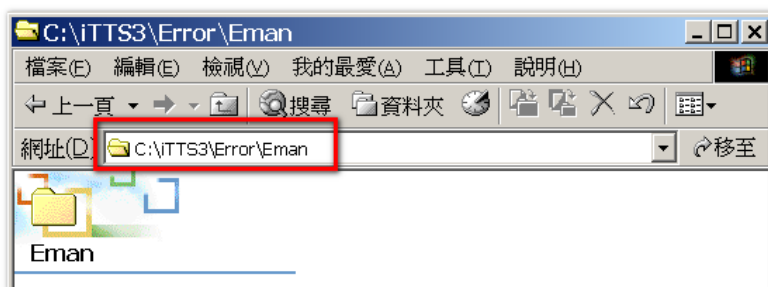 C:\iTTS3\Error\Eman
檔案(F) 編輯(E) 檢視(V) 我的最愛(A) 工具(T) 說明(H)
上一頁 搜尋 資料夾
網址(D) C:\iTTS3\Error\Eman 移至
Eman